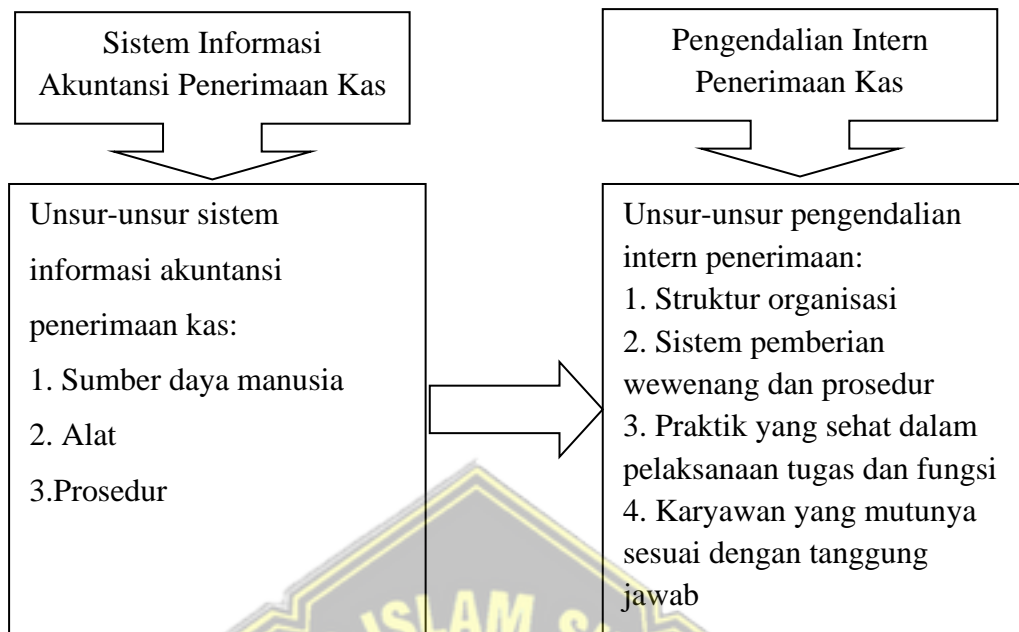 Sistem Informasi
Akuntansi Penerimaan Kas
Pengendalian Intern
Penerimaan Kas
Unsur-unsur sistem
informasi akuntansi
penerimaan kas:
1. Sumber daya manusia
2. Alat
3.Prosedur
Unsur-unsur pengendalian
intern penerimaan:
1. Struktur organisasi
2. Sistem pemberian
wewenang dan prosedur
3. Praktik yang sehat dalam
pelaksanaan tugas dan fungsi
4. Karyawan yang mutunya
sesuai dengan tanggung
jawab
ISLAM